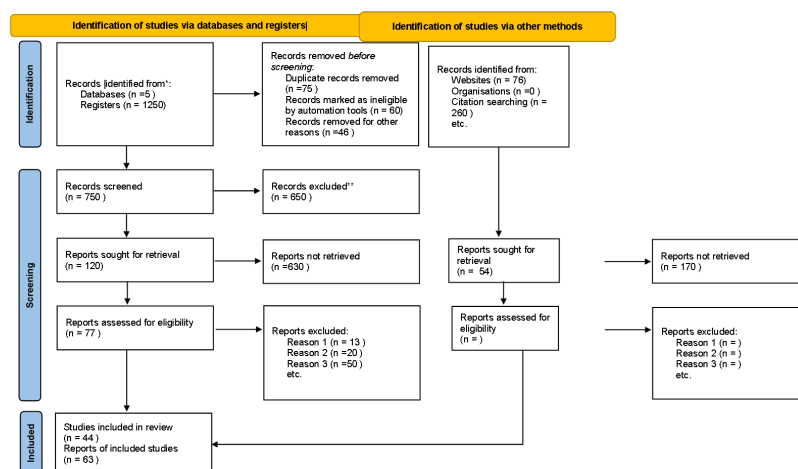 Identification of studies via databases and registers
Identification of studies via other methods
Identification
Records identified from*:
Databases (n =5 )
Registers (n = 1250)
Records removed before
screening:
Duplicate records removed
(n =75 )
Records marked as ineligible
by automation tools (n = 60)
Records removed for other
reasons (n =46 )
Records identified from:
Websites (n = 76)
Organisations (n =0 )
Citation searching (n =
260 )
etc.
Screening
Records screened
(n = 750)
Records excluded**
(n = 650)
Reports sought for retrieval
(n = 120)
Reports not retrieved
(n =630 )
Reports sought for
retrieval
(n = 54)
Reports not retrieved
(n = 170 )
Reports assessed for eligibility
(n = 77 )
Reports excluded:
Reason 1 (n = 13 )
Reason 2 (n =20 )
Reason 3 (n =50 )
etc.
Reports assessed for
eligibility
(n = )
Reports excluded:
Reason 1 (n = )
Reason 2 (n = )
Reason 3 (n = )
etc.
Included
Studies included in review
(n = 44 )
Reports of included studies
(n = 63 )